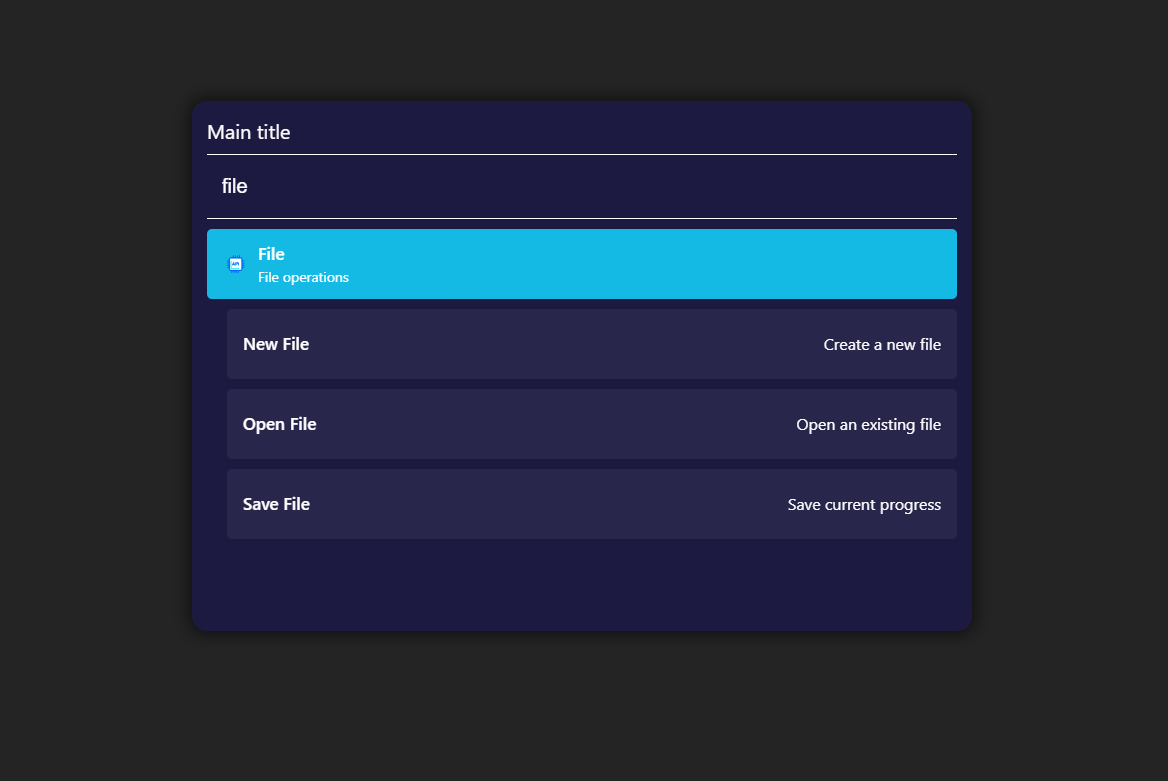 Main title
file
API
File
File operations
New File
Create a new file
Open File
Open an existing file
Save File
Save current progress